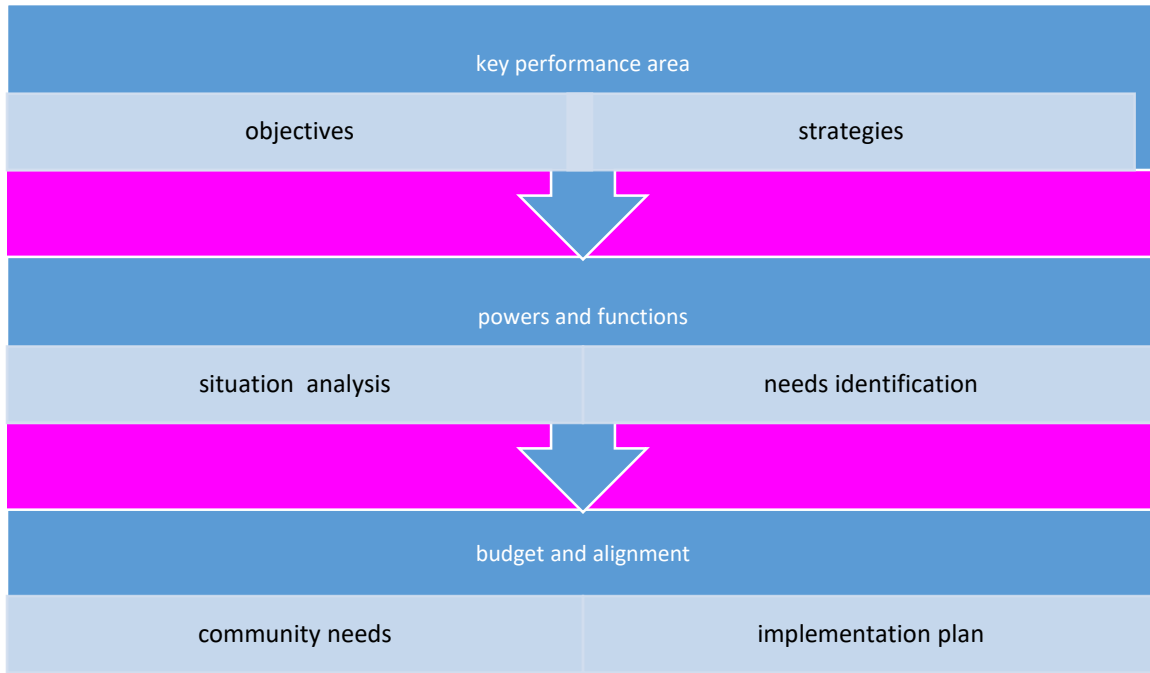 key performance area
objectives
strategies
powers and functions
situation  analysis
needs identification
budget and alignment
community needs
implementation plan